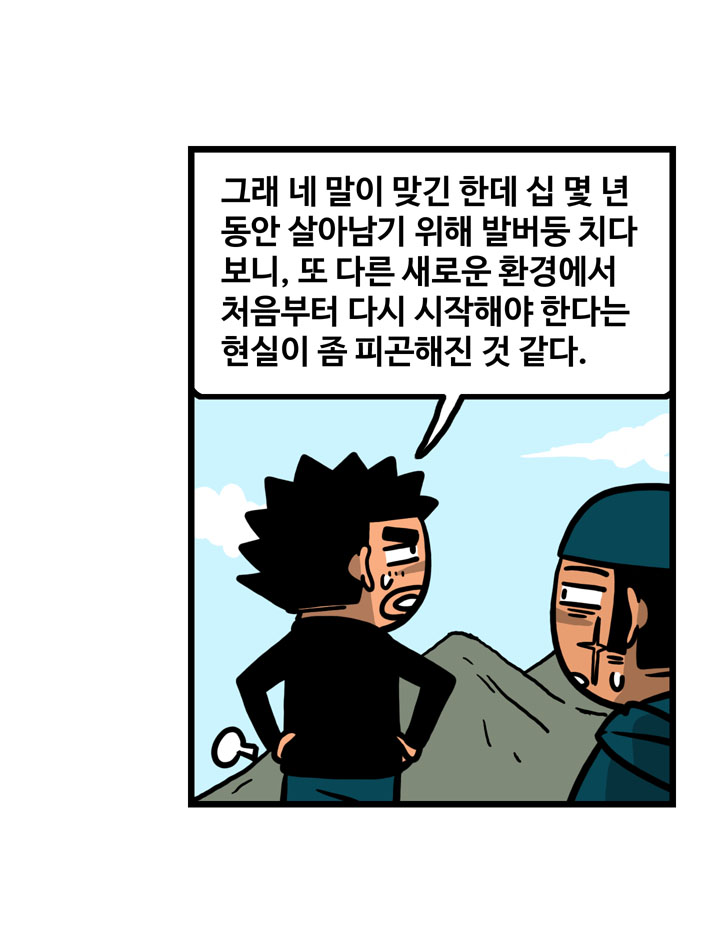 그래 네 말이 맞긴 한데 십 몇 년
동안 살아남기 위해 발버둥 치다
보니, 또 다른 새로운 환경에서
처음부터 다시 시작해야 한다는
현실이 좀 피곤해진 것 같다.